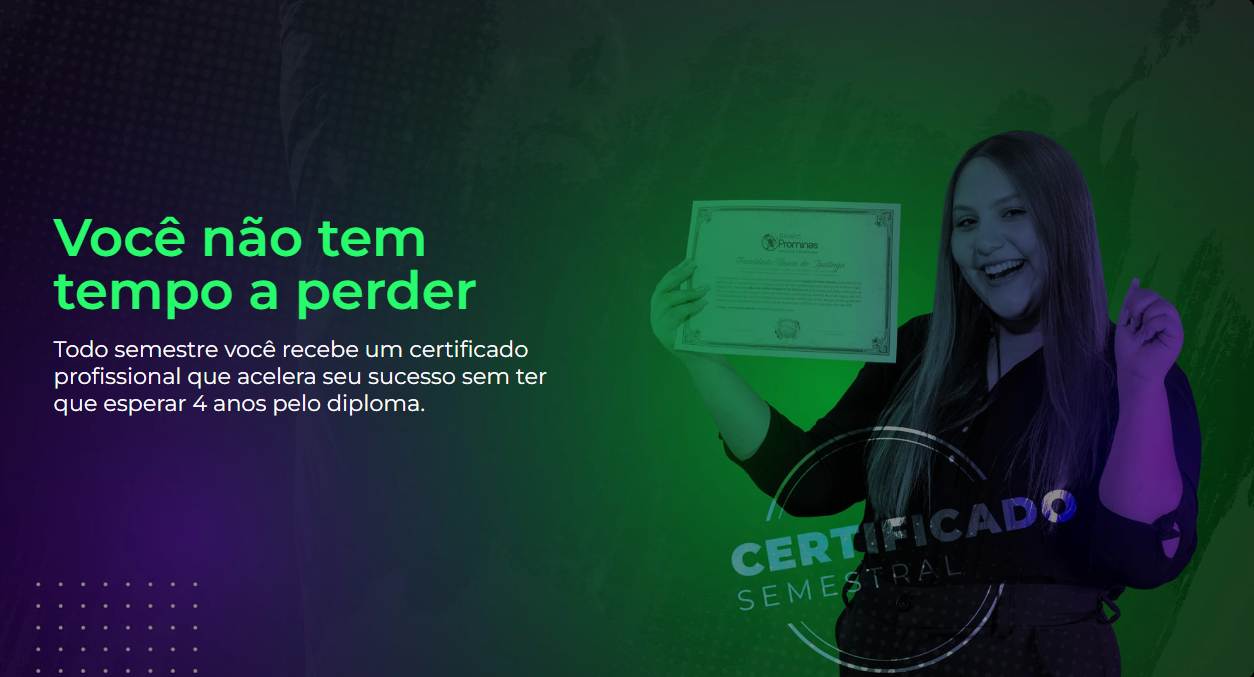 Você não tem
tempo a perder
Todo semestre você recebe um certificado
profissional que acelera seu sucesso sem ter
que esperar 4 anos pelo diploma.
GRUPO
Prominas
CERTIFICADO
SEMESTRAL